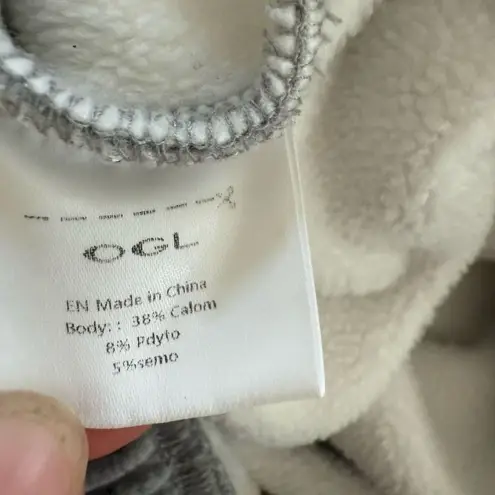 OGL
EN Made in China
Body: : 38% Calom
8% Pdyto
5%semo